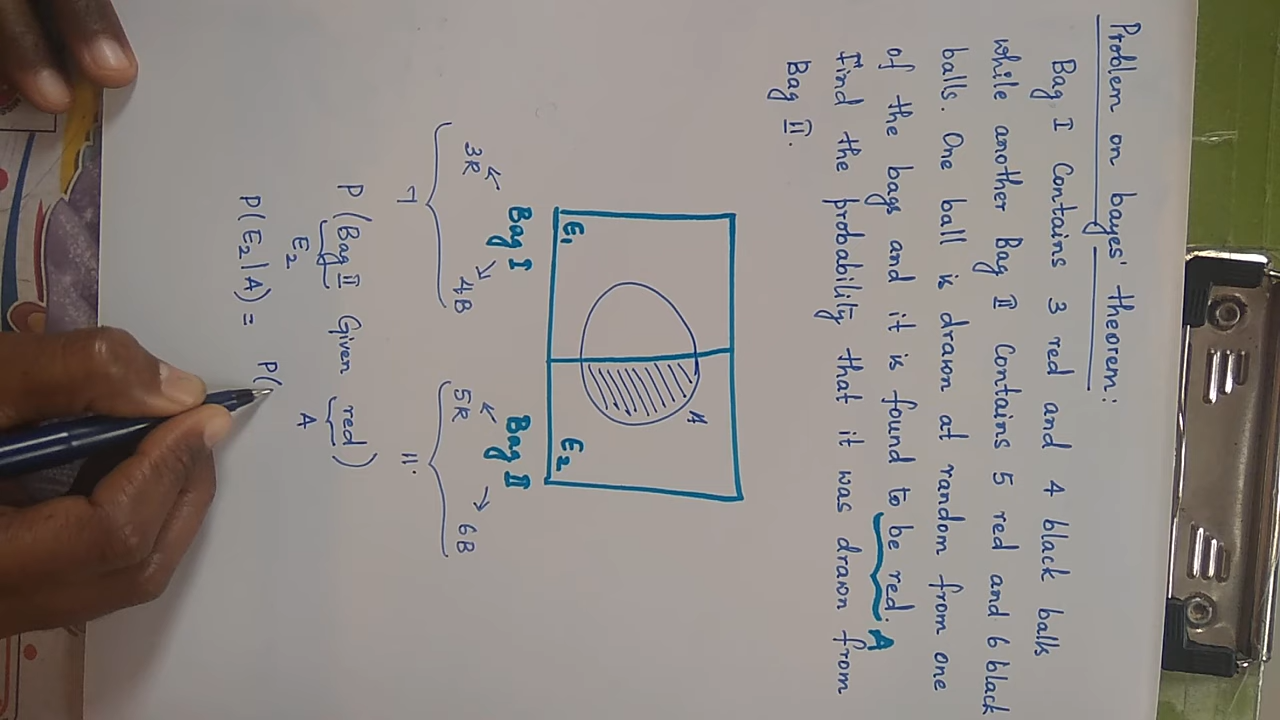 Problem on bayes' theorem:
Bag I Contains 3 red and 4 black balls
while another Bag II Contains 5 red and 6 black
balls. One ball is drawn at random from one
of the bags and it is found to be red. A
Find the probability that it was drawn from
Bag II.
A
E1 E2
Bag I Bag II
3R 4B 5R 6B
7 11.
P (Bag II Given red)
E2 A
P(E2|A) = P(